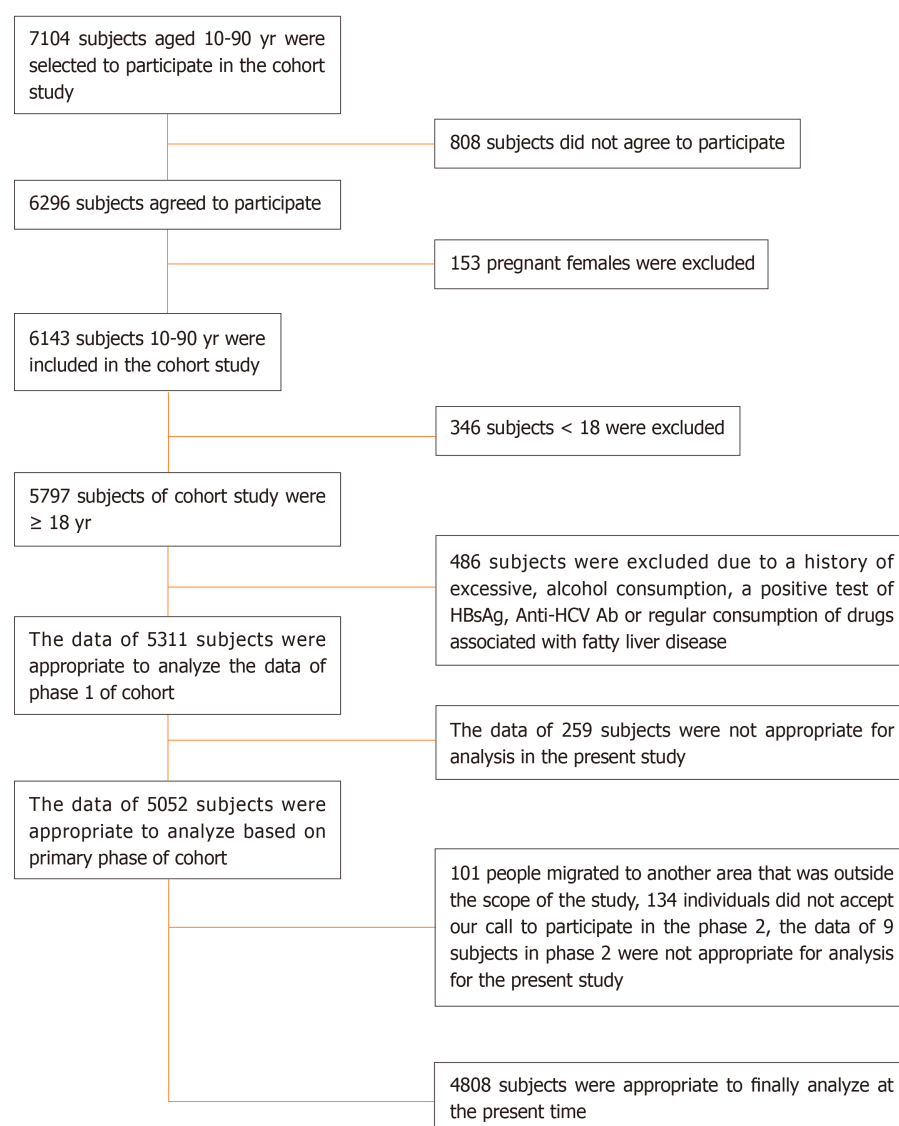 7104 subjects aged 10-90 yr were
selected to participate in the cohort
study
808 subjects did not agree to participate
6296 subjects agreed to participate
153 pregnant females were excluded
6143 subjects 10-90 yr were
included in the cohort study
346 subjects < 18 were excluded
5797 subjects of cohort study were
≥ 18 yr
486 subjects were excluded due to a history of
excessive, alcohol consumption, a positive test of
HBsAg, Anti-HCV Ab or regular consumption of drugs
associated with fatty liver disease
The data of 5311 subjects were
appropriate to analyze the data of
phase 1 of cohort
The data of 259 subjects were not appropriate for
analysis in the present study
The data of 5052 subjects were
appropriate to analyze based on
primary phase of cohort
101 people migrated to another area that was outside
the scope of the study, 134 individuals did not accept
our call to participate in the phase 2, the data of 9
subjects in phase 2 were not appropriate for analysis
for the present study
4808 subjects were appropriate to finally analyze at
the present time